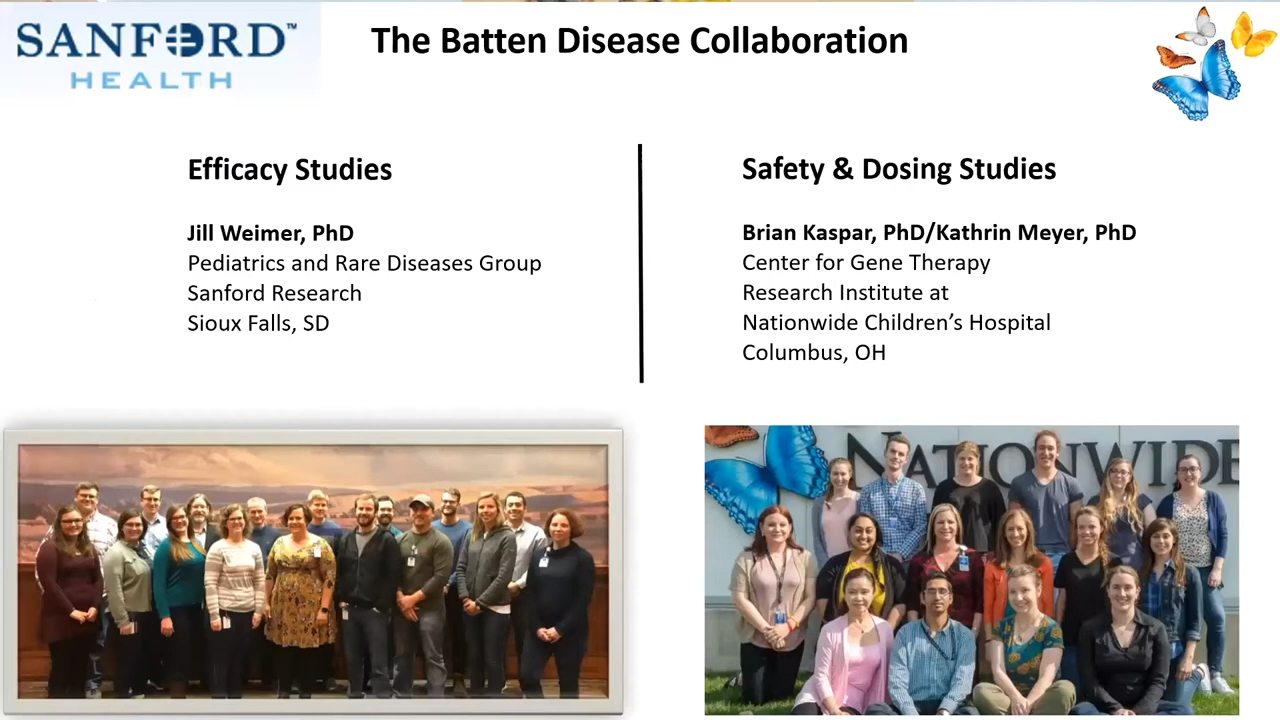 SANFORD™
HEALTH
The Batten Disease Collaboration
Efficacy Studies
Jill Weimer, PhD
Pediatrics and Rare Diseases Group
Sanford Research
Sioux Falls, SD
Safety & Dosing Studies
Brian Kaspar, PhD/Kathrin Meyer, PhD
Center for Gene Therapy
Research Institute at
Nationwide Children’s Hospital
Columbus, OH
NATIONWIDE